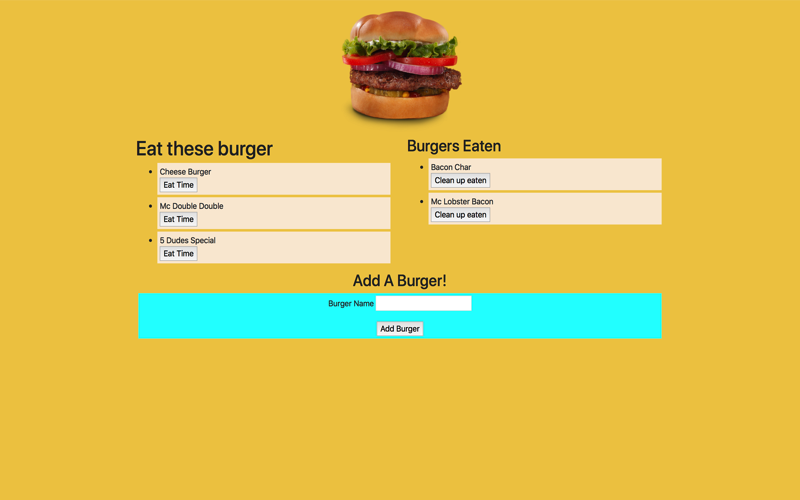 Eat these burger
Cheese Burger
Eat Time
Mc Double Double
Eat Time
5 Dudes Special
Eat Time
Burgers Eaten
Bacon Char
Clean up eaten
Mc Lobster Bacon
Clean up eaten
Add A Burger!
Burger Name
Add Burger